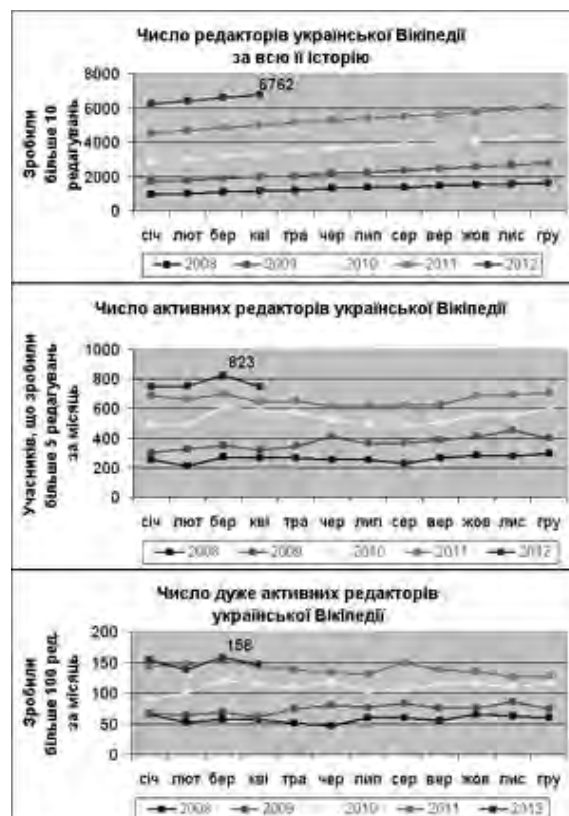 Число редакторів української Вікіпедії
за всю її історію
Зробили
більше 10
редагувань
8000
6000
4000
2000
0
6762
січ лют бер кві тра чер лип сер вер жов лис гру
2008 2009 2010 2011 2012
Число активних редакторів української Вікіпедії
Учасників, що зробили
більше 5 редагувань
за місяць
1000
800
600
400
200
0
823
січ лют бер кві тра чер лип сер вер жов лис гру
2008 2009 2010 2011 2012
Число дуже активних редакторів
української Вікіпедії
Зробили
більше 100 ред.
за місяць
200
150
100
50
0
158
січ лют бер кві тра чер лип сер вер жов лис гру
2008 2009 2010 2011 2013